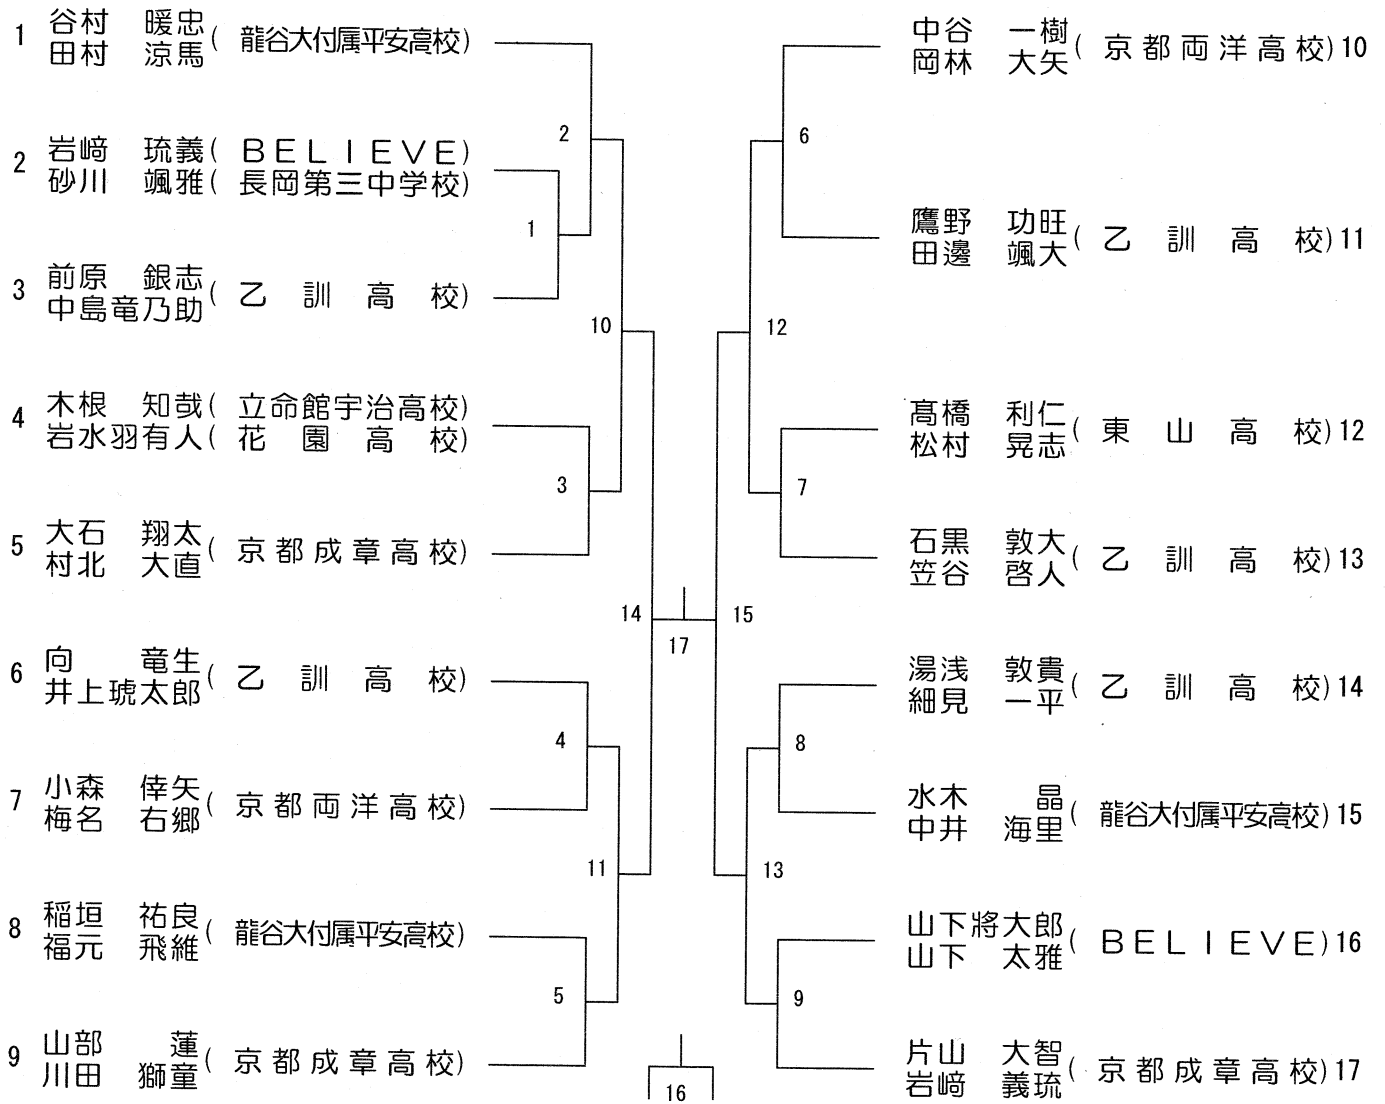 1 谷村 暖忠 ( 龍谷大付属平安高校)
田村 涼馬
2 岩﨑 琉義 ( BELIEVE)
砂川 颯雅 ( 長岡第三中学校)
3 前原 銀志 ( 乙訓高校)
中島竜乃助
4 木根 知哉 ( 立命館宇治高校)
岩水羽有人 ( 花園高校)
5 大石 翔太 ( 京都成章高校)
村北 大直
6 向 竜生 ( 乙訓高校)
井上琥太郎
7 小森 倖矢 ( 京都両洋高校)
梅名 右郷
8 稲垣 祐良 ( 龍谷大付属平安高校)
福元 飛維
9 山部 蓮 ( 京都成章高校)
川田 獅童
2
1
10
3
14
4
11
5
17
16
6
12
7
15
8
13
9
中谷 一樹 ( 京都両洋高校) 10
岡林 大矢
鷹野 功旺 ( 乙訓高校) 11
田邊 颯大
髙橋 利仁 ( 東山高校) 12
松村 晃志
石黒 敦大 ( 乙訓高校) 13
笠谷 啓人
湯浅 敦貴 ( 乙訓高校) 14
細見 一平
水木 晶 ( 龍谷大付属平安高校) 15
中井 海里
山下將大郎 ( BELIEVE) 16
山下 太雅
片山 大智 ( 京都成章高校) 17
岩﨑 義琉